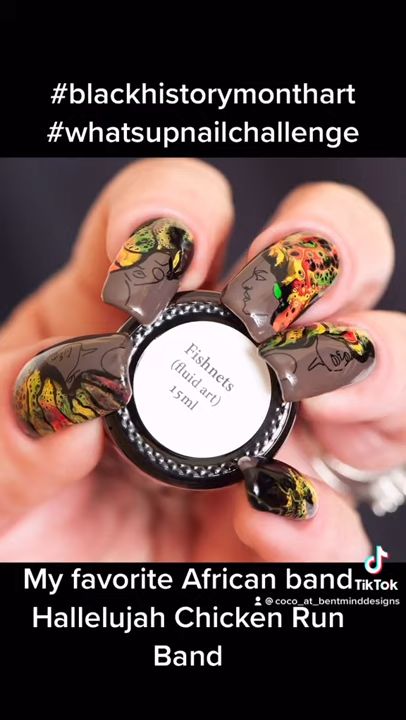 #blackhistorymonthart
#whatsupnailchallenge
Fishnets
(fluid art)
15ml
TikTok
My favorite African band
@coco_at_bentminddesigns
Hallelujah Chicken Run
Band